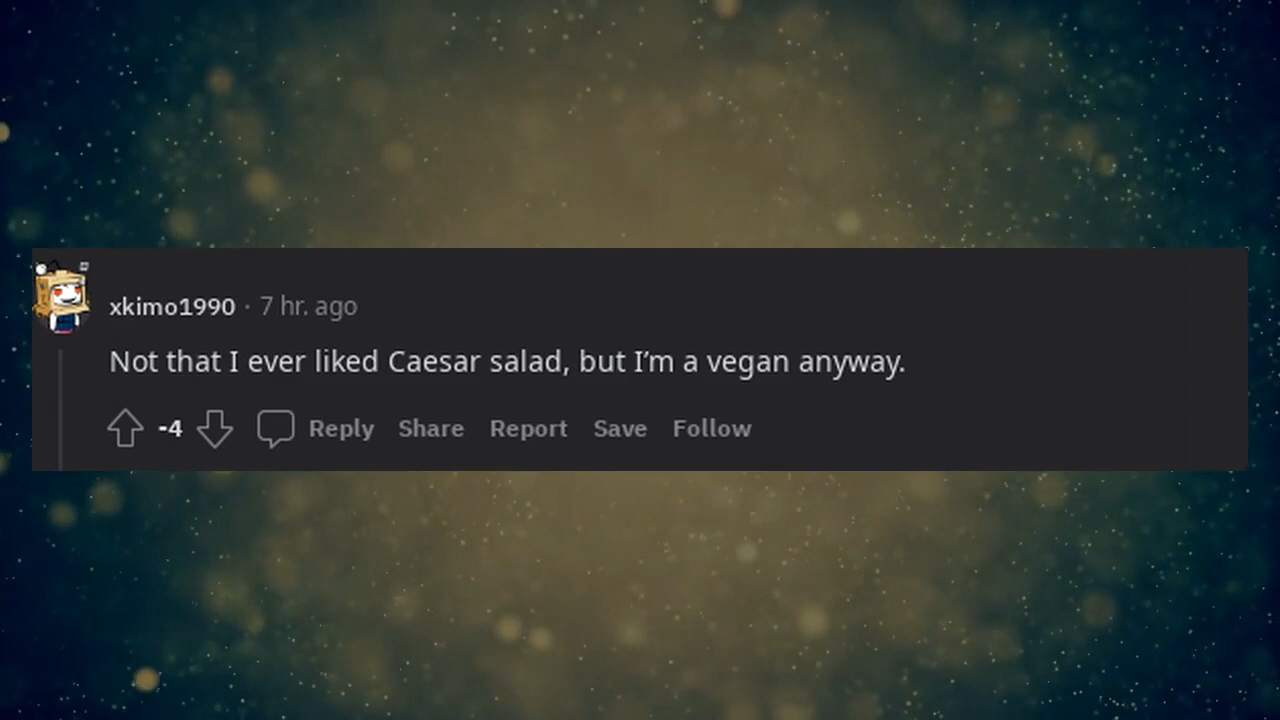 xkimo1990 · 7 hr. ago
Not that I ever liked Caesar salad, but I’m a vegan anyway.
-4 Reply Share Report Save Follow